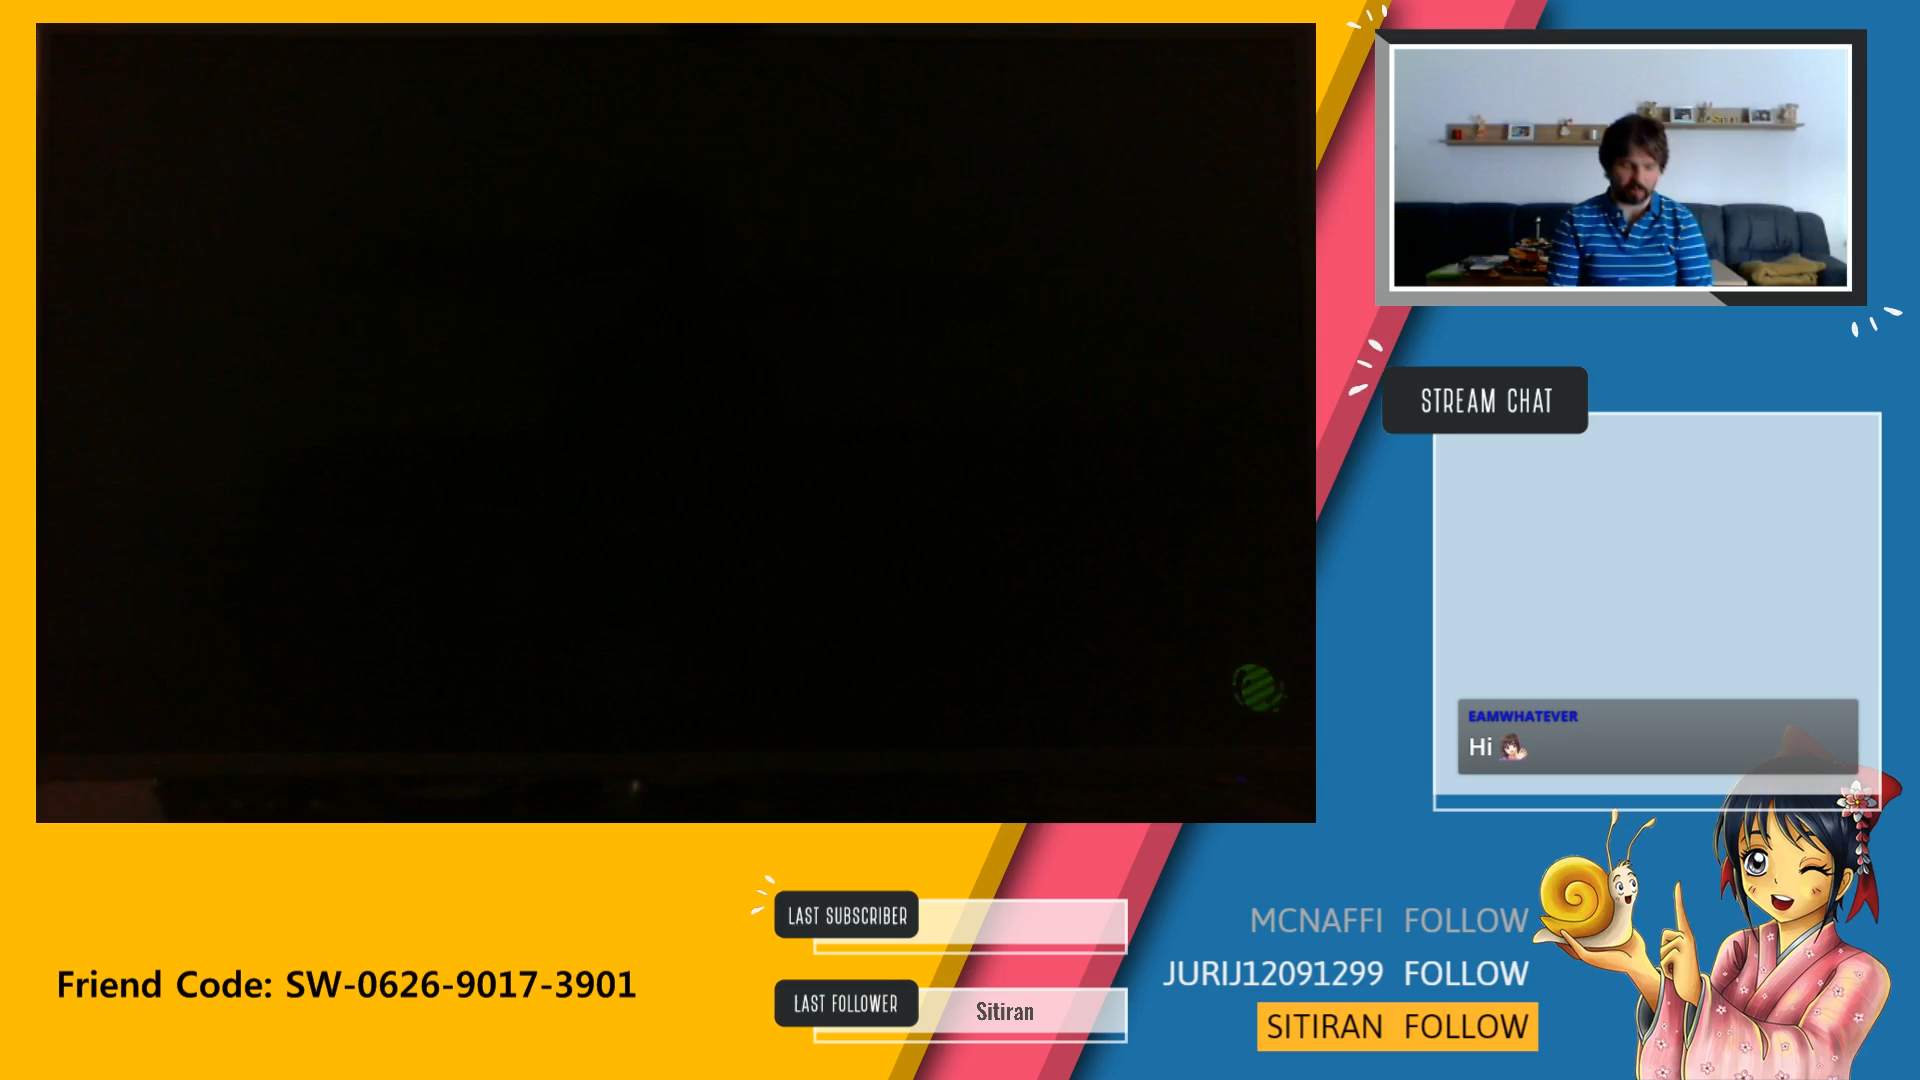 STREAM CHAT
EAMWHATEVER
Hi
LAST SUBSCRIBER
LAST FOLLOWER
Sitiran
Friend Code: SW-0626-9017-3901
MCNAFFI FOLLOW
JURIJ12091299 FOLLOW
SITIRAN FOLLOW